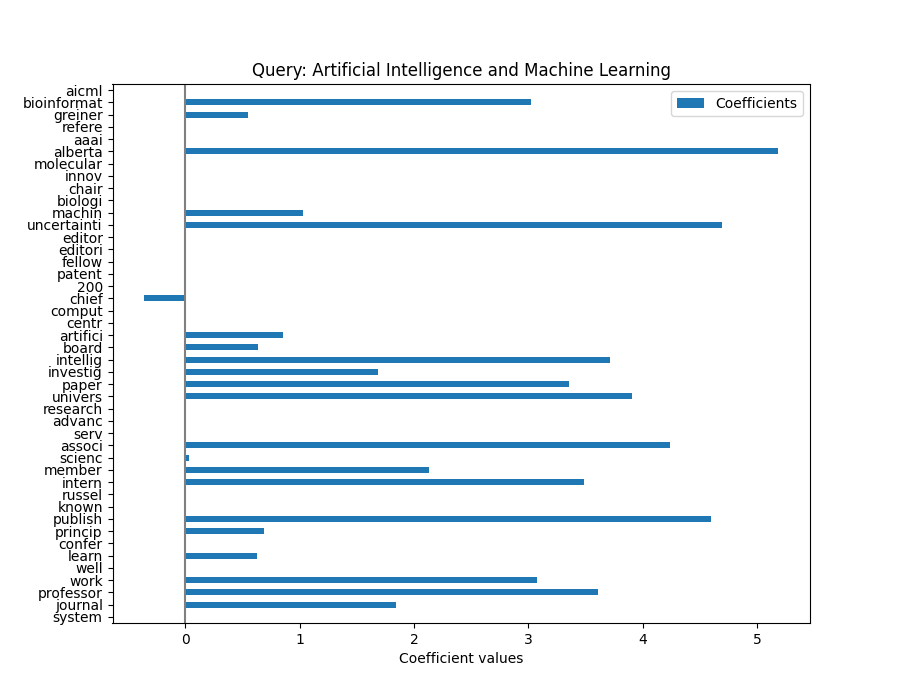 Query: Artificial Intelligence and Machine Learning
Coefficients
aicml
bioinformat
greiner
refere
aaai
alberta
molecular
innov
chair
biologi
machin
uncertainti
editor
editori
fellow
patent
200
chief
comput
centr
artifici
board
intellig
investig
paper
univers
research
advanc
serv
associ
scienc
member
intern
russel
known
publish
princip
confer
learn
well
work
professor
journal
system
0 1 2 3 4 5
Coefficient values